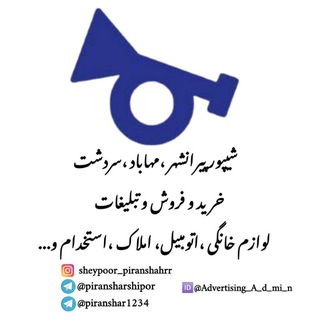 شیپور پیرانشهر ،مهاباد ،سردشت
خرید و فروش و تبلیغات
لوازم خانگی ،اتومبیل، املاک ،استخدام و...
sheypoor_piranshahrr
@piransharshipor
🆔@Advertising_A_d_mi_n
@piranshar1234